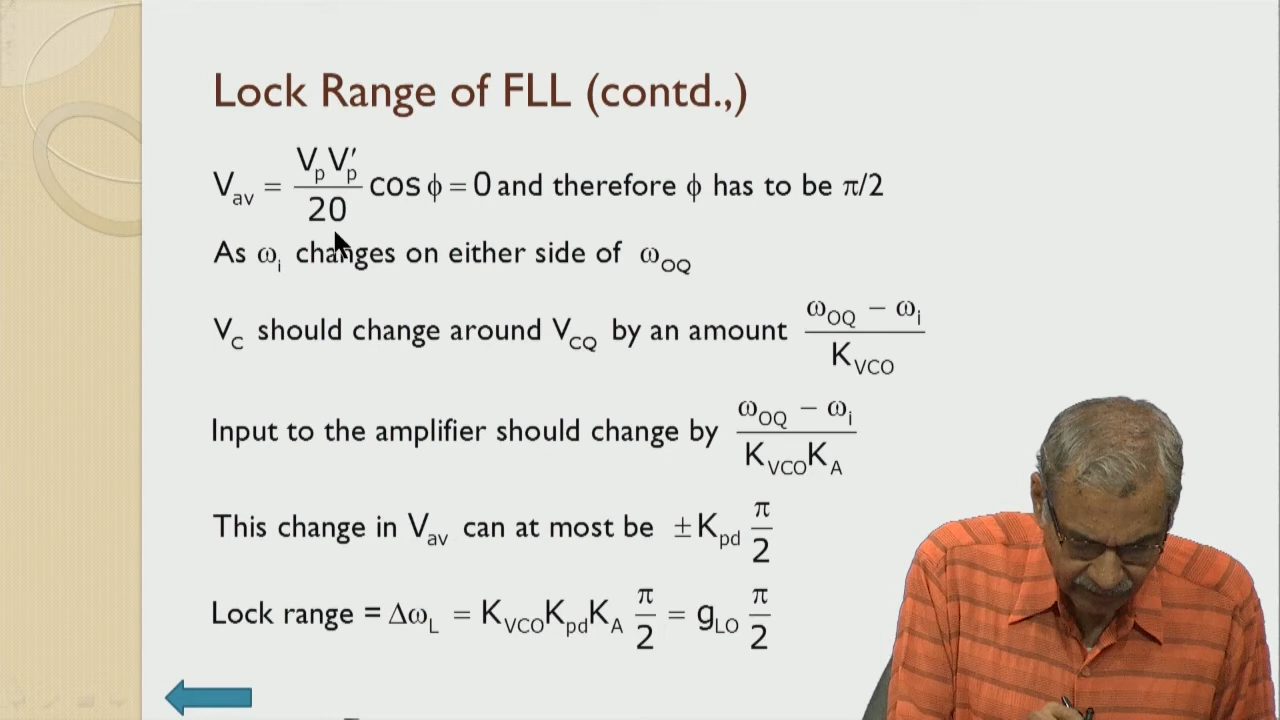 Lock Range of FLL (contd.,)
V_av = (V_p V′_p / 20) cos ϕ = 0 and therefore ϕ has to be π/2
As ω_i changes on either side of ω_OQ
V_C should change around V_CQ by an amount (ω_OQ − ω_i) / K_VCO
Input to the amplifier should change by (ω_OQ − ω_i) / (K_VCO K_A)
This change in V_av can at most be ±K_pd π/2
Lock range = Δω_L = K_VCO K_pd K_A π/2 = g_LO π/2